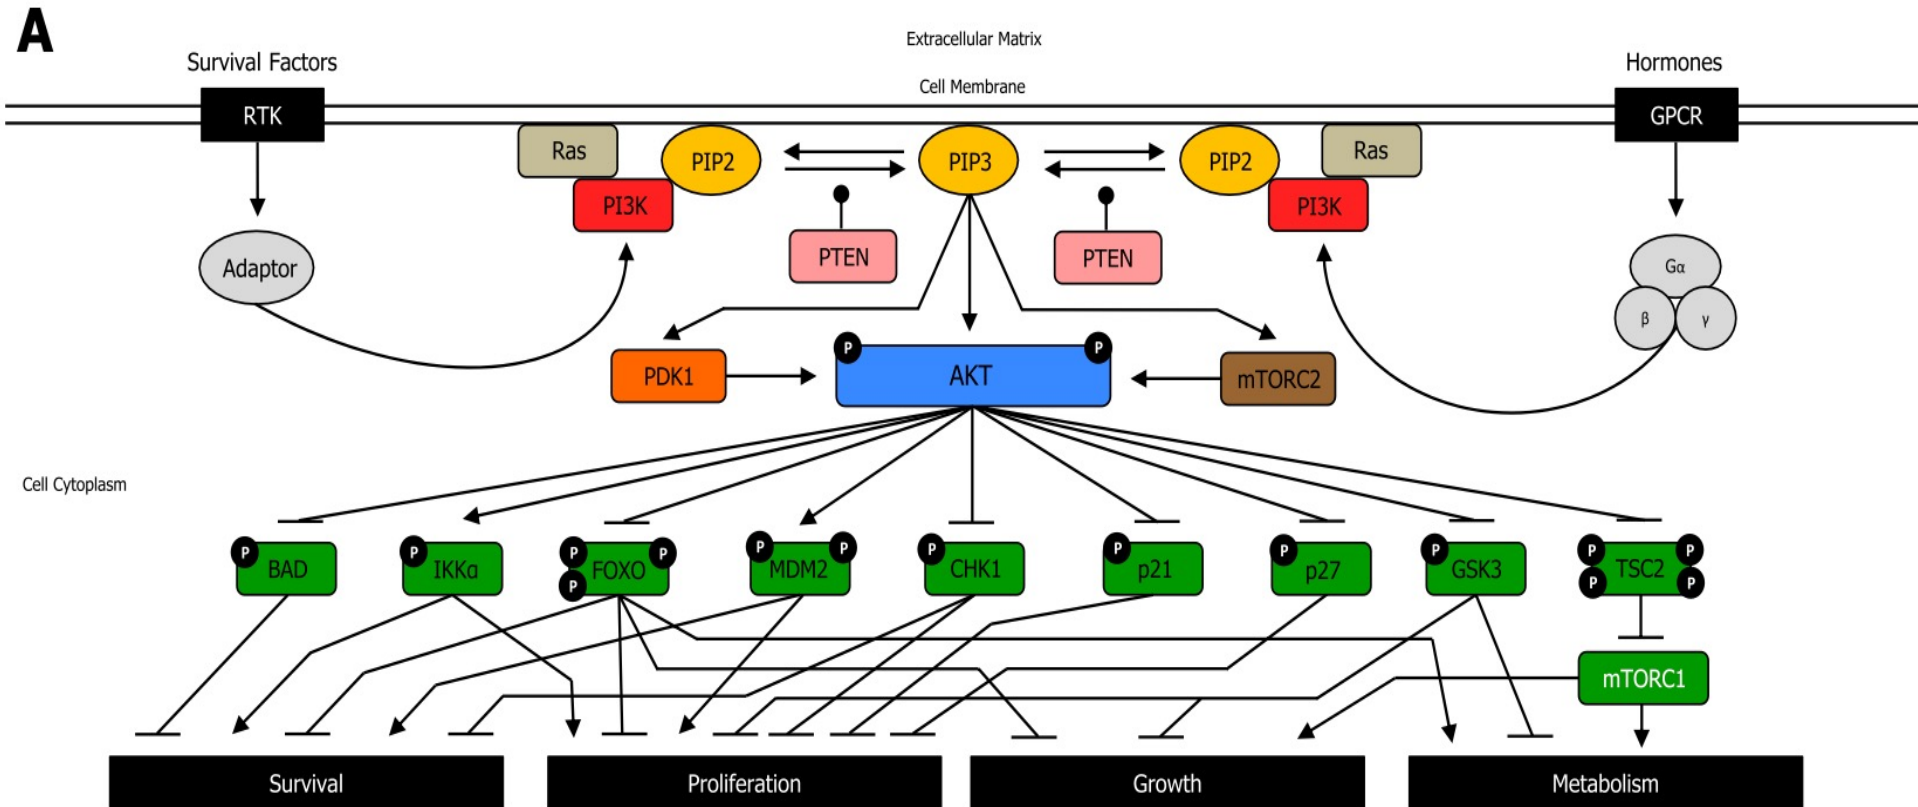 A
Extracellular Matrix
Survival Factors
Hormones
Cell Membrane
RTK
GPCR
Ras
PIP2
PIP3
PIP2
Ras
PI3K
PI3K
PTEN
PTEN
Adaptor
Gα
β
γ
P
P
PDK1
AKT
mTORC2
Cell Cytoplasm
P
BAD
P
IKKα
P
P
P
FOXO
P
P
MDM2
P
CHK1
P
p21
P
p27
P
GSK3
P
P
P
P
TSC2
mTORC1
Survival
Proliferation
Growth
Metabolism